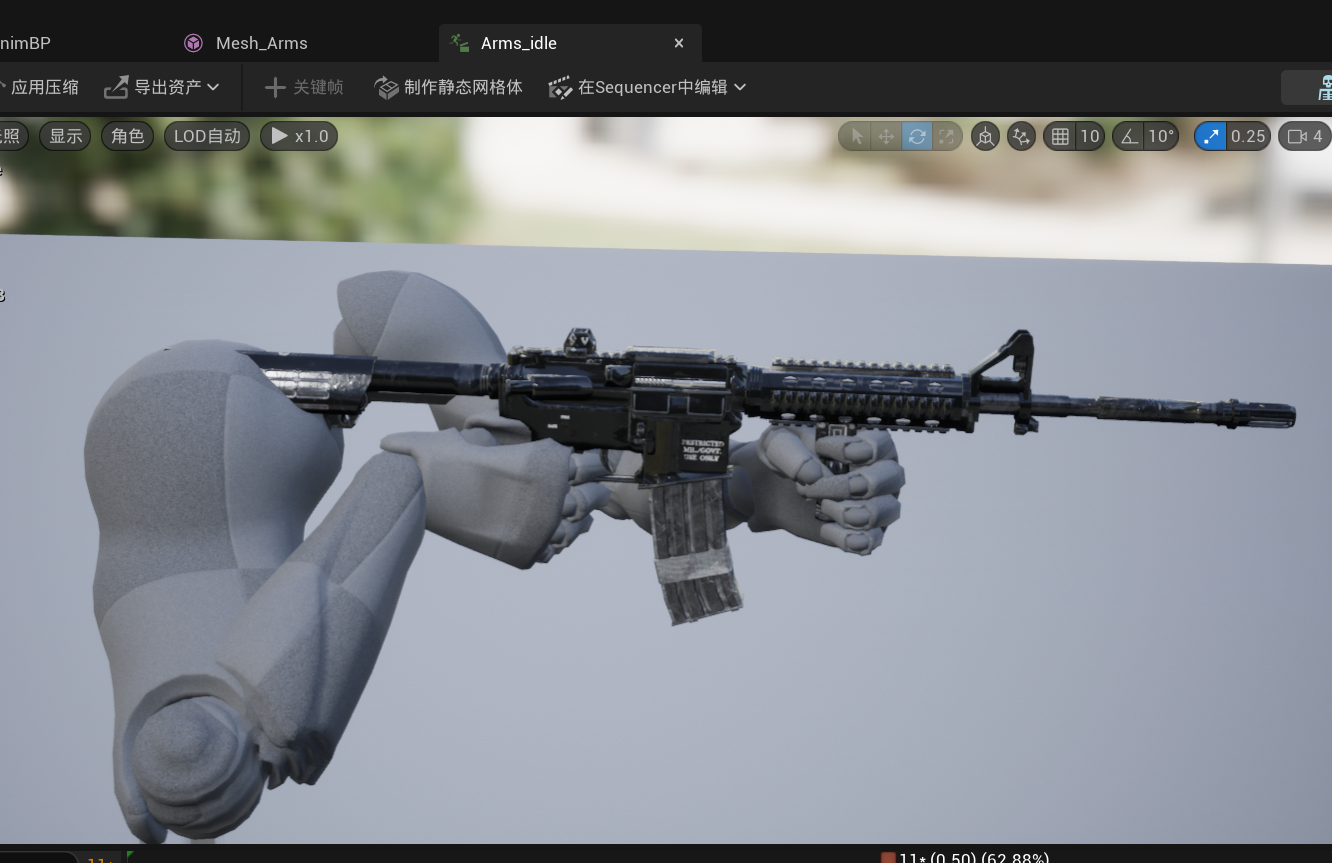 nimBP
Mesh_Arms
Arms_idle
应用压缩
导出资产
关键帧
制作静态网格体
在Sequencer中编辑
照
显示
角色
LOD自动
x1.0
10
10°
0.25
4
RESTRICTED
MIL/GOVT.
USE ONLY
11* (0.50) (62.88%)